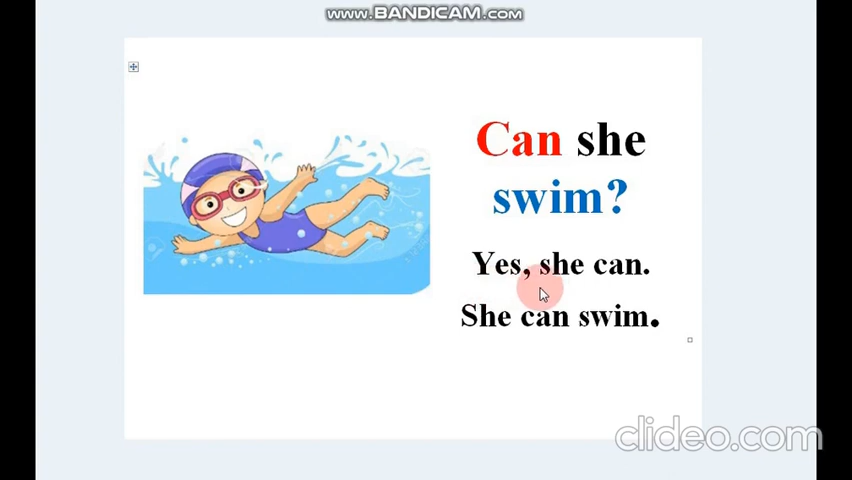 WWW.BANDICAM.COM
Can she
swim?
Yes, she can.
She can swim.
clideo.com